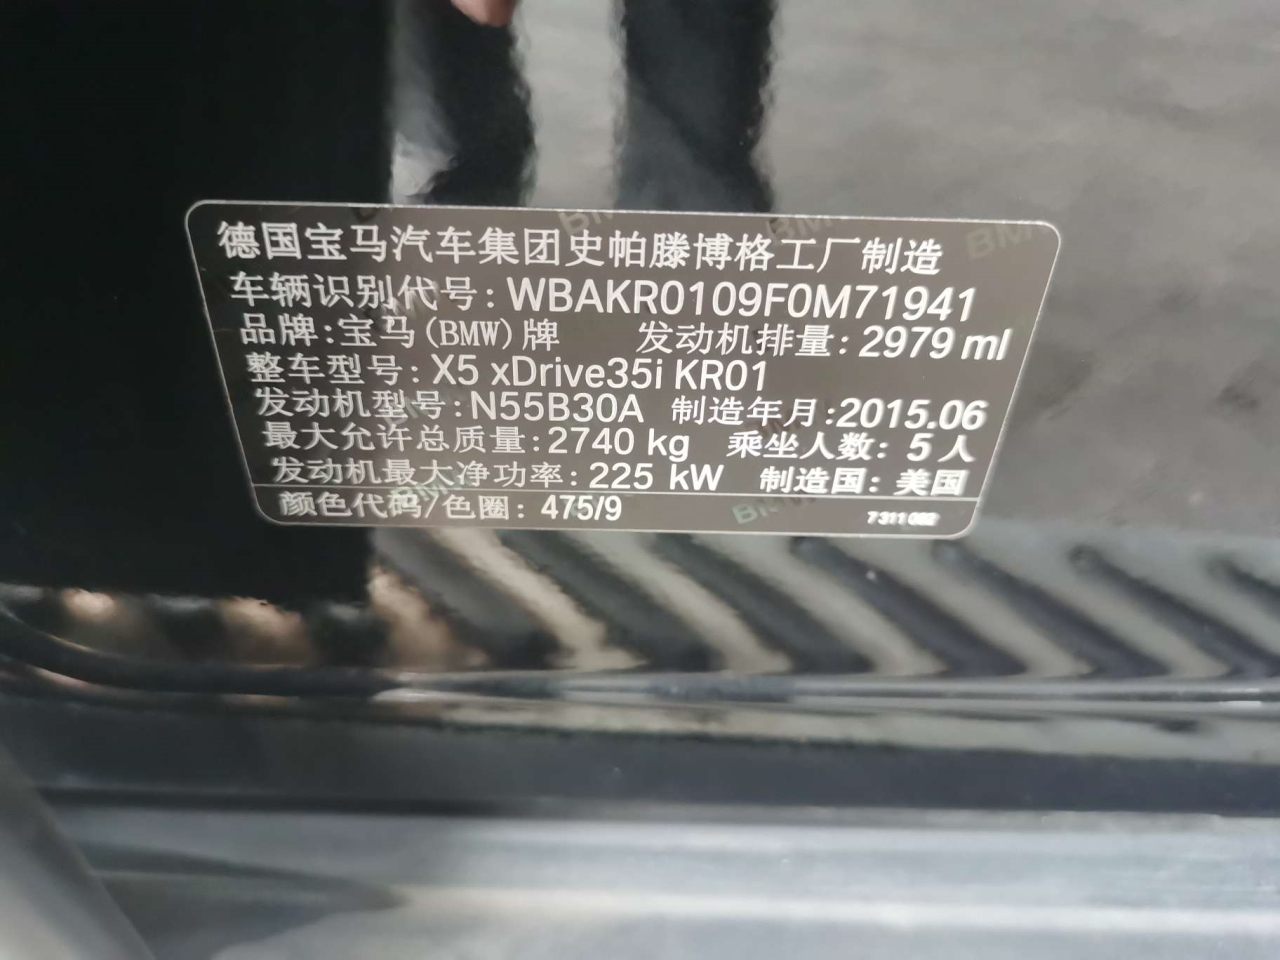 德国宝马汽车集团史帕滕博格工厂制造
车辆识别代号: WBAKR0109F0M71941
品牌: 宝马(BMW)牌 发动机排量: 2979 ml
整车型号: X5 xDrive35i KR01
发动机型号: N55B30A 制造年月: 2015.06
最大允许总质量: 2740 kg 乘坐人数: 5 人
发动机最大净功率: 225 kW 制造国: 美国
颜色代码/色圈: 475/9